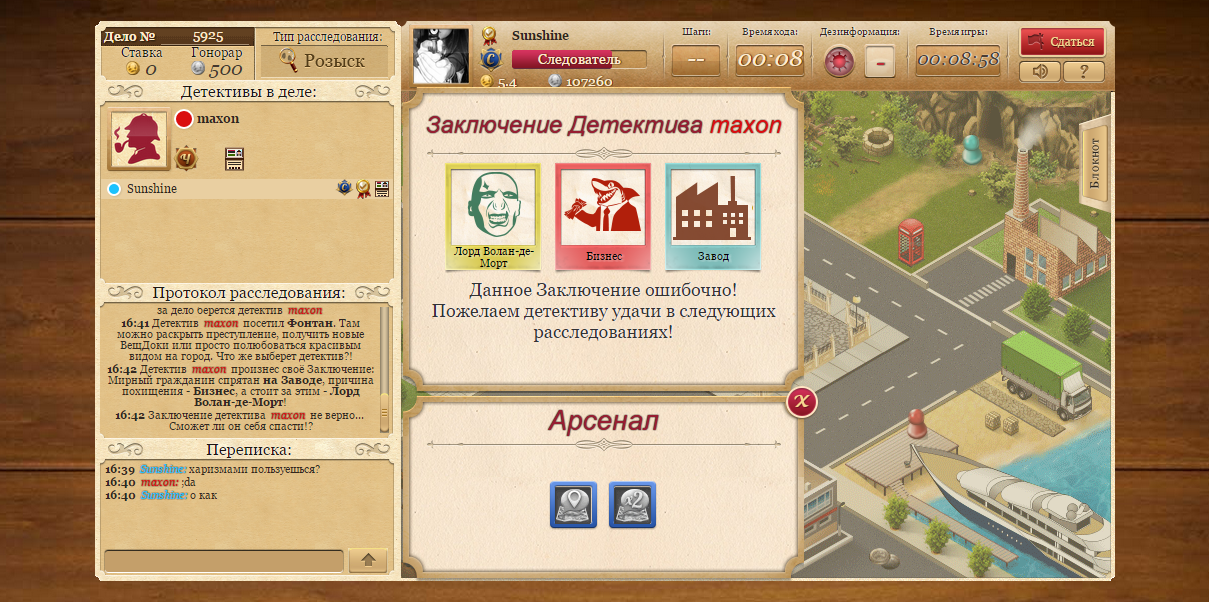 Дело № 5925
Ставка Гонорар
0 500
Тип расследования:
Розыск
Детективы в деле:
maxon
Ч
Sunshine
Протокол расследования:
за дело берется детектив maxon
16:41 Детектив maxon посетил Фонтан. Там
можно раскрыть преступление, получить новые
ВещДоки или просто полюбоваться красивым
видом на город. Что же выберет детектив?!
16:42 Детектив maxon произнес своё Заключение:
Мирный гражданин спрятан на Заводе, причина
похищения - Бизнес, а стоит за этим - Лорд
Волан-де-Морт!
16:42 Заключение детектива maxon не верно...
Сможет ли он себя спасти!?
Переписка:
16:39 Sunshine: харизмами пользуешься?
16:40 maxon: ;da
16:40 Sunshine: о как
Sunshine
Следователь
5.4 107260
Шаги:
--
Время хода:
00:08
Дезинформация:
-
Время игры:
00:08:58
Сдаться
?
Заключение Детектива maxon
Лорд Волан-де-
Морт
Бизнес
Завод
Данное Заключение ошибочно!
Пожелаем детективу удачи в следующих
расследованиях!
X
Арсенал
x2
Блокнот